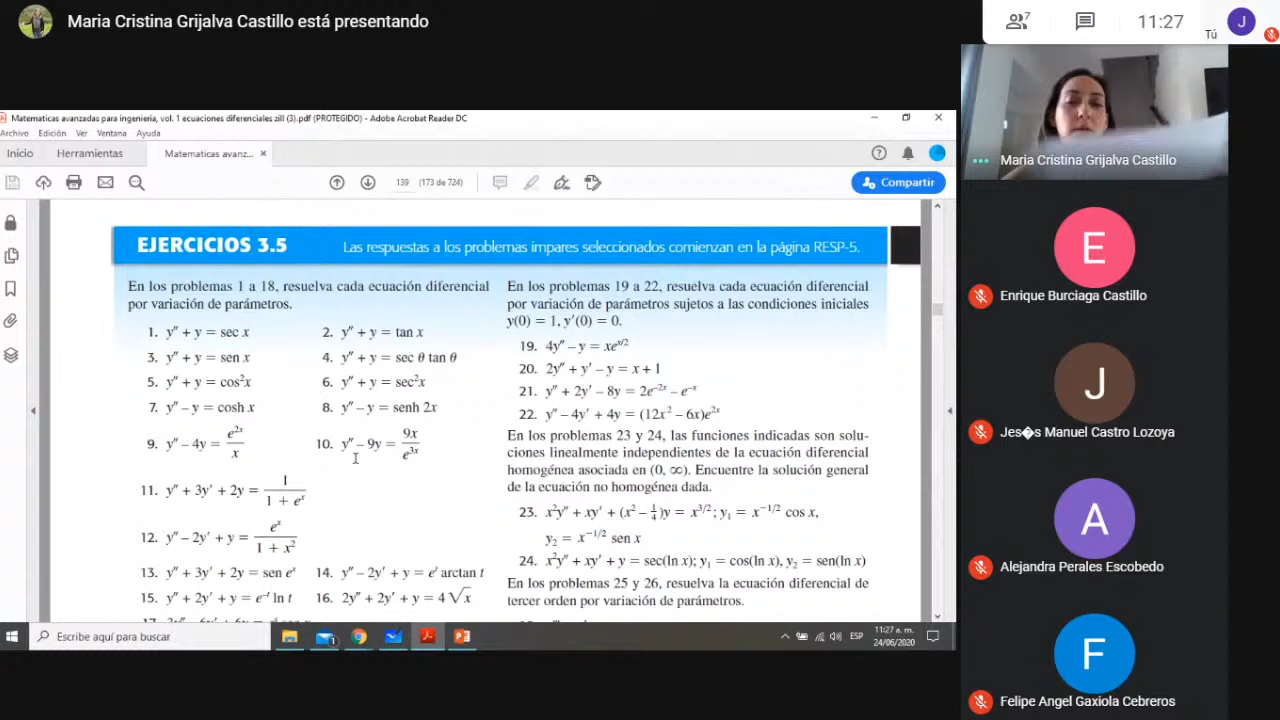 Maria Cristina Grijalva Castillo está presentando
7
11:27
Tú
J
Matematicas avanzadas para ingenieria, vol. 1 ecuaciones diferenciales zill (3).pdf (PROTEGIDO) - Adobe Acrobat Reader DC
Archivo Edición Ver Ventana Ayuda
Inicio Herramientas Matematicas avanz... ×
139 (173 de 724)
Compartir
EJERCICIOS 3.5 Las respuestas a los problemas impares seleccionados comienzan en la página RESP-5.
En los problemas 1 a 18, resuelva cada ecuación diferencial
por variación de parámetros.
1. y″ + y = sec x 2. y″ + y = tan x
3. y″ + y = sen x 4. y″ + y = sec θ tan θ
5. y″ + y = cos²x 6. y″ + y = sec²x
7. y″ – y = cosh x 8. y″ – y = senh 2x
9. y″ – 4y = e²ˣ/x 10. y″ – 9y = 9x/e³ˣ
11. y″ + 3y′ + 2y = 1/(1 + eˣ)
12. y″ – 2y′ + y = eˣ/(1 + x²)
13. y″ + 3y′ + 2y = sen eˣ 14. y″ – 2y′ + y = eᵗ arctan t
15. y″ + 2y′ + y = e⁻ᵗ ln t 16. 2y″ + 2y′ + y = 4√x
En los problemas 19 a 22, resuelva cada ecuación diferencial
por variación de parámetros sujetos a las condiciones iniciales
y(0) = 1, y′(0) = 0.
19. 4y″ – y = xe^(x/2)
20. 2y″ + y′ – y = x + 1
21. y″ + 2y′ – 8y = 2e⁻²ˣ – e⁻ˣ
22. y″ – 4y′ + 4y = (12x² – 6x)e²ˣ
En los problemas 23 y 24, las funciones indicadas son solu-
ciones linealmente independientes de la ecuación diferencial
homogénea asociada en (0, ∞). Encuentre la solución general
de la ecuación no homogénea dada.
23. x²y″ + xy′ + (x² – 1/4)y = x^(3/2); y₁ = x^(–1/2) cos x,
y₂ = x^(–1/2) sen x
24. x²y″ + xy′ + y = sec(ln x); y₁ = cos(ln x), y₂ = sen(ln x)
En los problemas 25 y 26, resuelva la ecuación diferencial de
tercer orden por variación de parámetros.
Escribe aquí para buscar
1
ESP
11:27 a. m.
24/06/2020
Maria Cristina Grijalva Castillo
E
Enrique Burciaga Castillo
J
Jes�s Manuel Castro Lozoya
A
Alejandra Perales Escobedo
F
Felipe Angel Gaxiola Cebreros